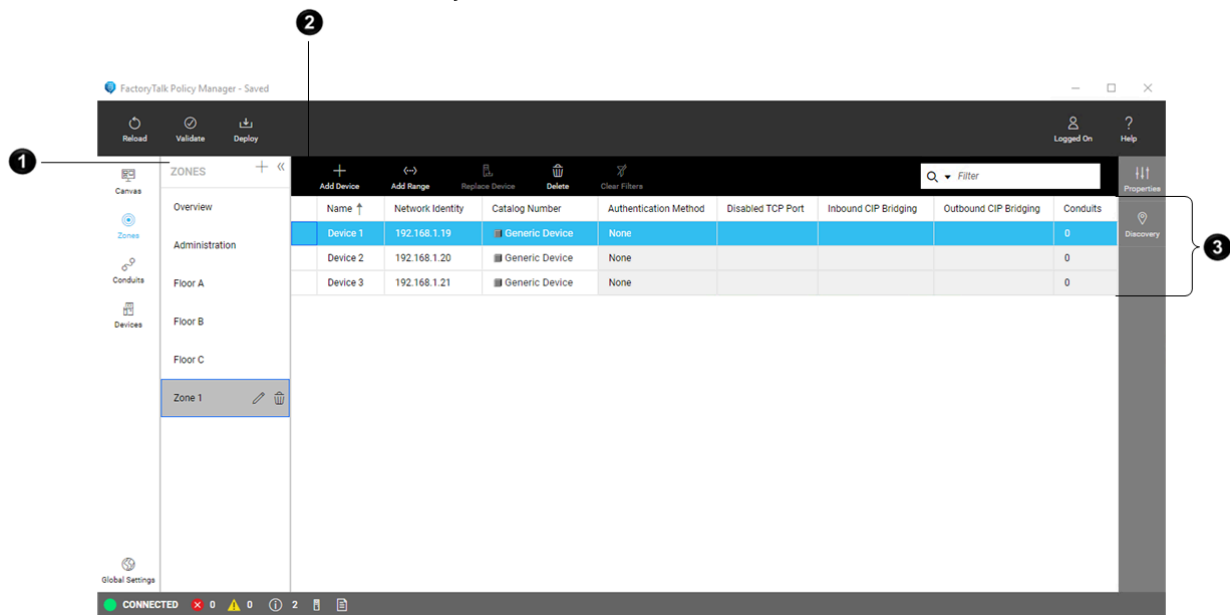 2
FactoryTalk Policy Manager - Saved
Reload Validate Deploy Logged On Help
1
ZONES
Add Device Add Range Replace Device Delete Clear Filters Filter
Canvas
Properties
Overview
Name Network Identity Catalog Number Authentication Method Disabled TCP Port Inbound CIP Bridging Outbound CIP Bridging Conduits
Zones
Device 1 192.168.1.19 Generic Device None 0
Discovery
3
Administration
Device 2 192.168.1.20 Generic Device None 0
Conduits
Floor A
Device 3 192.168.1.21 Generic Device None 0
Devices
Floor B
Floor C
Zone 1
Global Settings
CONNECTED 0 0 2